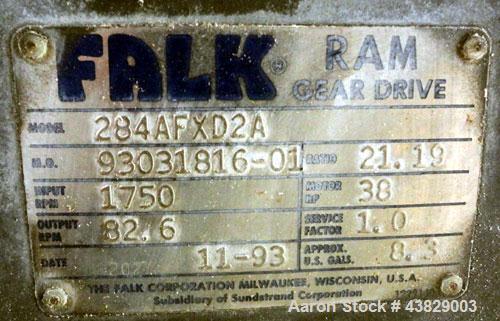 FALK® RAM
GEAR DRIVE
MODEL 284AFXD2A
M.O. 93031816-01 RATIO 21.19
INPUT RPM 1750 MOTOR HP 38
OUTPUT RPM 82.6 SERVICE FACTOR 1.0
DATE 11-93 APPROX. U.S. GALS. 8.3
THE FALK CORPORATION MILWAUKEE, WISCONSIN, U.S.A.
Subsidiary of Sundstrand Corporation
Aaron Stock # 43829003